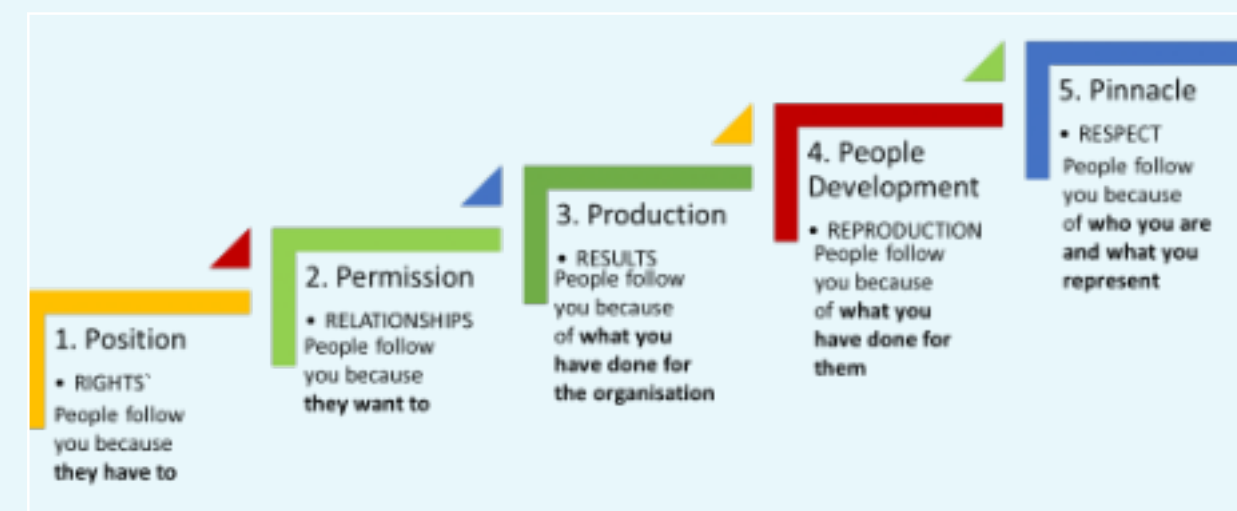 1. Position
• RIGHTS`
People follow
you because
they have to
2. Permission
• RELATIONSHIPS
People follow
you because
they want to
3. Production
• RESULTS
People follow
you because
of what you
have done for
the organisation
4. People
Development
• REPRODUCTION
People follow
you because
of what you
have done for
them
5. Pinnacle
• RESPECT
People follow
you because
of who you are
and what you
represent